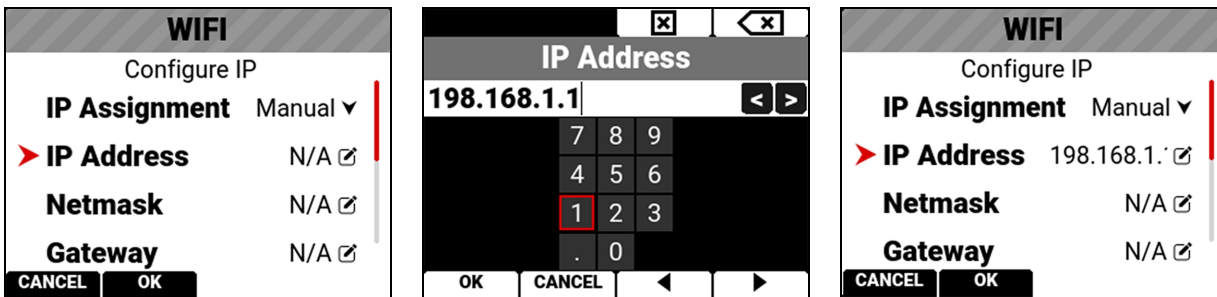 WIFI
Configure IP
IP Assignment Manual
IP Address N/A
Netmask N/A
Gateway N/A
CANCEL OK
IP Address
198.168.1.1
< >
7 8 9
4 5 6
1 2 3
. 0
OK CANCEL
WIFI
Configure IP
IP Assignment Manual
IP Address 198.168.1.
Netmask N/A
Gateway N/A
CANCEL OK